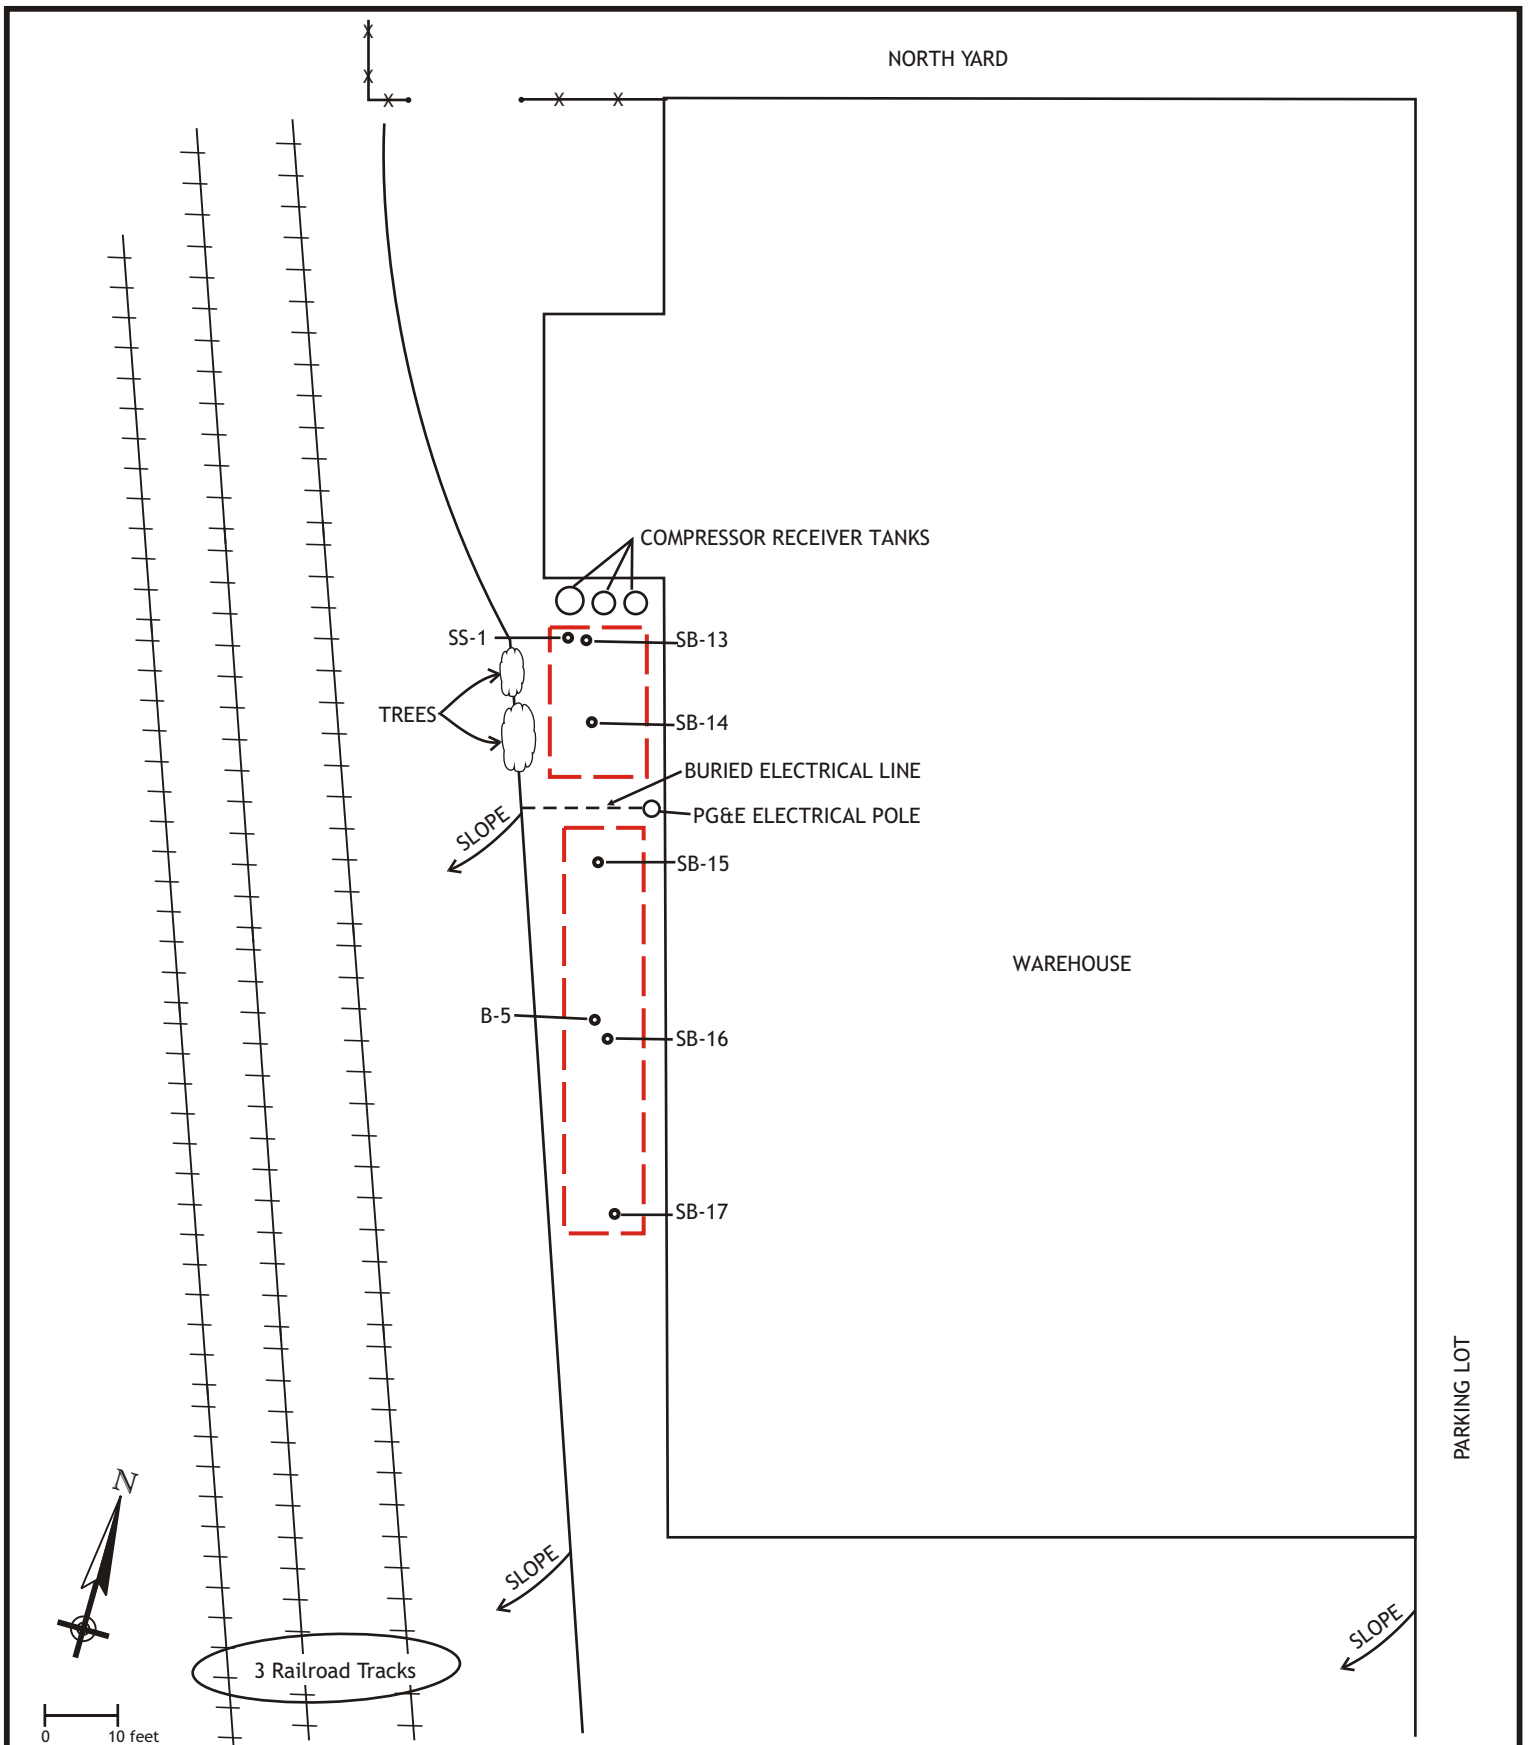 X
X
X
X X
NORTH YARD
COMPRESSOR RECEIVER TANKS
SS-1
SB-13
TREES
SB-14
BURIED ELECTRICAL LINE
PG&E ELECTRICAL POLE
SLOPE
SB-15
WAREHOUSE
B-5
SB-16
SB-17
PARKING LOT
N
SLOPE
SLOPE
3 Railroad Tracks
0 10 feet